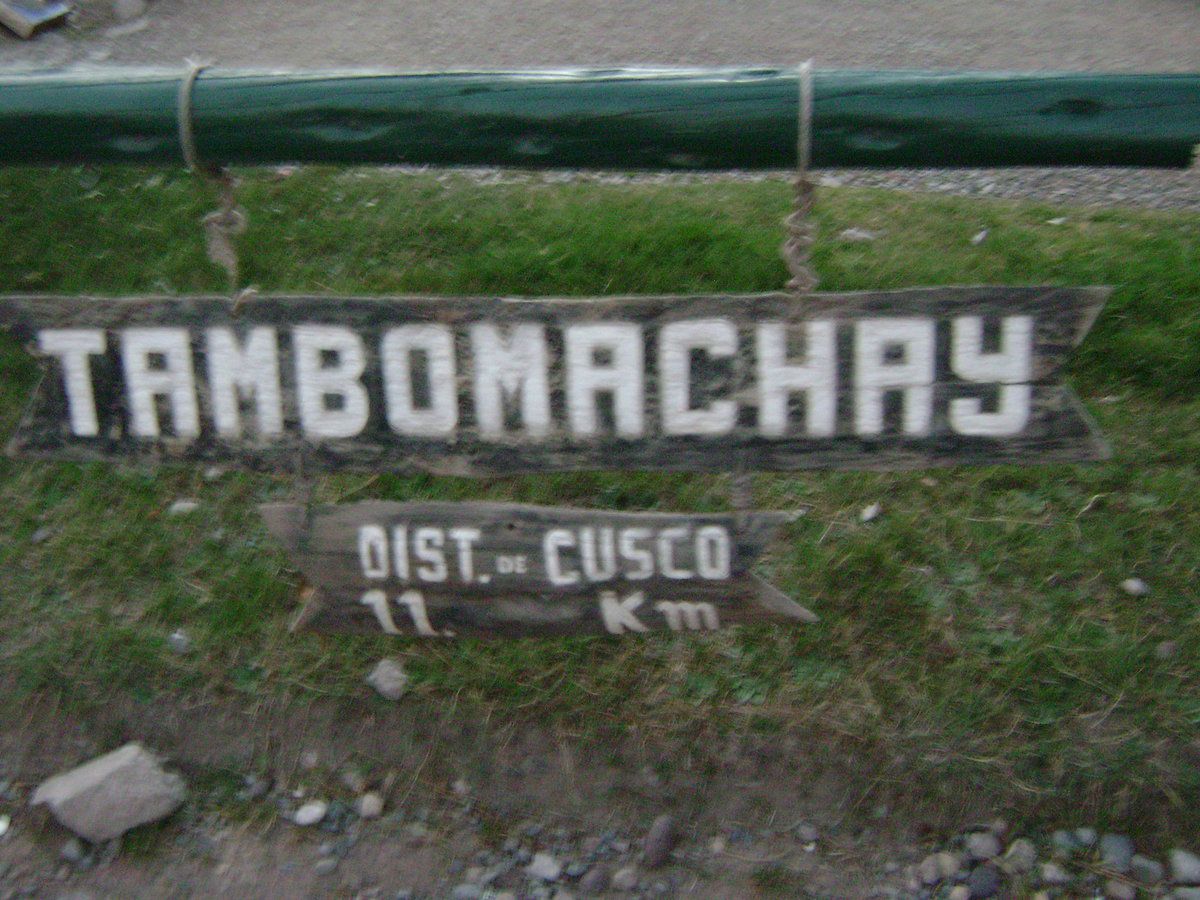 TAMBOMACHAY
DIST. DE CUSCO
11. Km